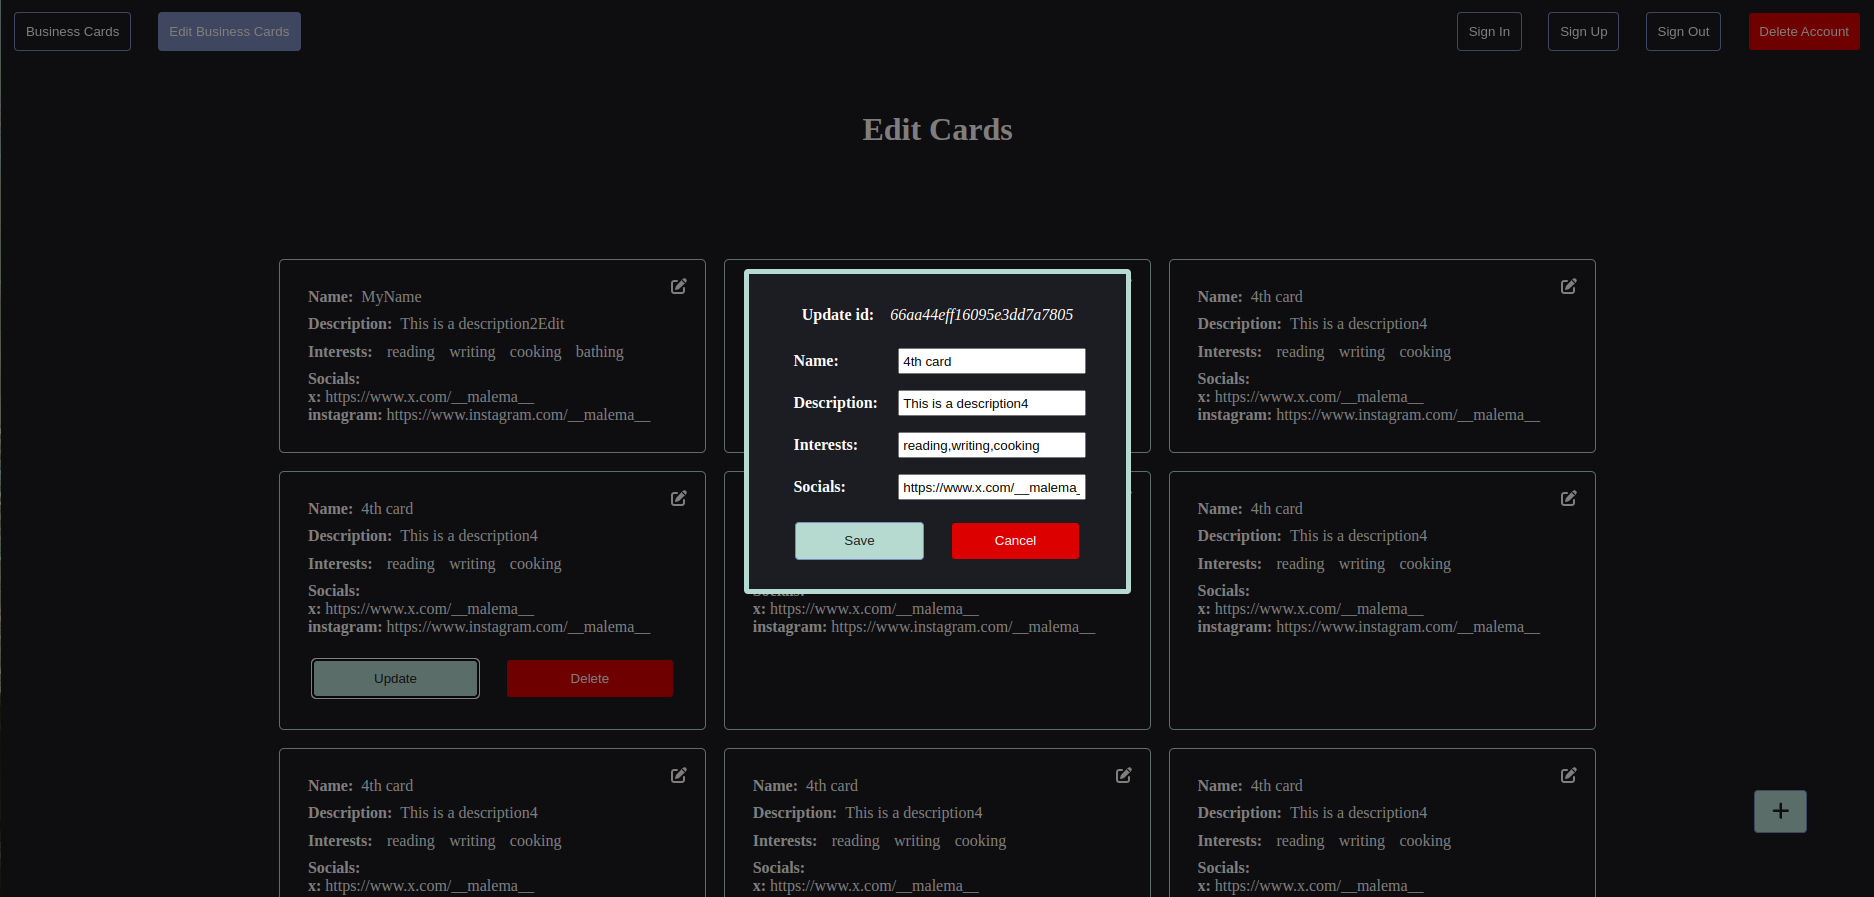 Business Cards
Edit Business Cards
Sign In
Sign Up
Sign Out
Delete Account
Edit Cards
Name: MyName
Description: This is a description2Edit
Interests: reading writing cooking bathing
Socials:
x: https://www.x.com/__malema__
instagram: https://www.instagram.com/__malema__
Update id: 66aa44eff16095e3dd7a7805
Name: 4th card
Description: This is a description4
Interests: reading,writing,cooking
Socials: https://www.x.com/__malema_
Save
Cancel
Name: 4th card
Description: This is a description4
Interests: reading writing cooking
Socials:
x: https://www.x.com/__malema__
instagram: https://www.instagram.com/__malema__
Name: 4th card
Description: This is a description4
Interests: reading writing cooking
Socials:
x: https://www.x.com/__malema__
instagram: https://www.instagram.com/__malema__
Update
Delete
Socials:
x: https://www.x.com/__malema__
instagram: https://www.instagram.com/__malema__
Name: 4th card
Description: This is a description4
Interests: reading writing cooking
Socials:
x: https://www.x.com/__malema__
instagram: https://www.instagram.com/__malema__
Name: 4th card
Description: This is a description4
Interests: reading writing cooking
Socials:
x: https://www.x.com/__malema__
Name: 4th card
Description: This is a description4
Interests: reading writing cooking
Socials:
x: https://www.x.com/__malema__
Name: 4th card
Description: This is a description4
Interests: reading writing cooking
Socials:
x: https://www.x.com/__malema__
+